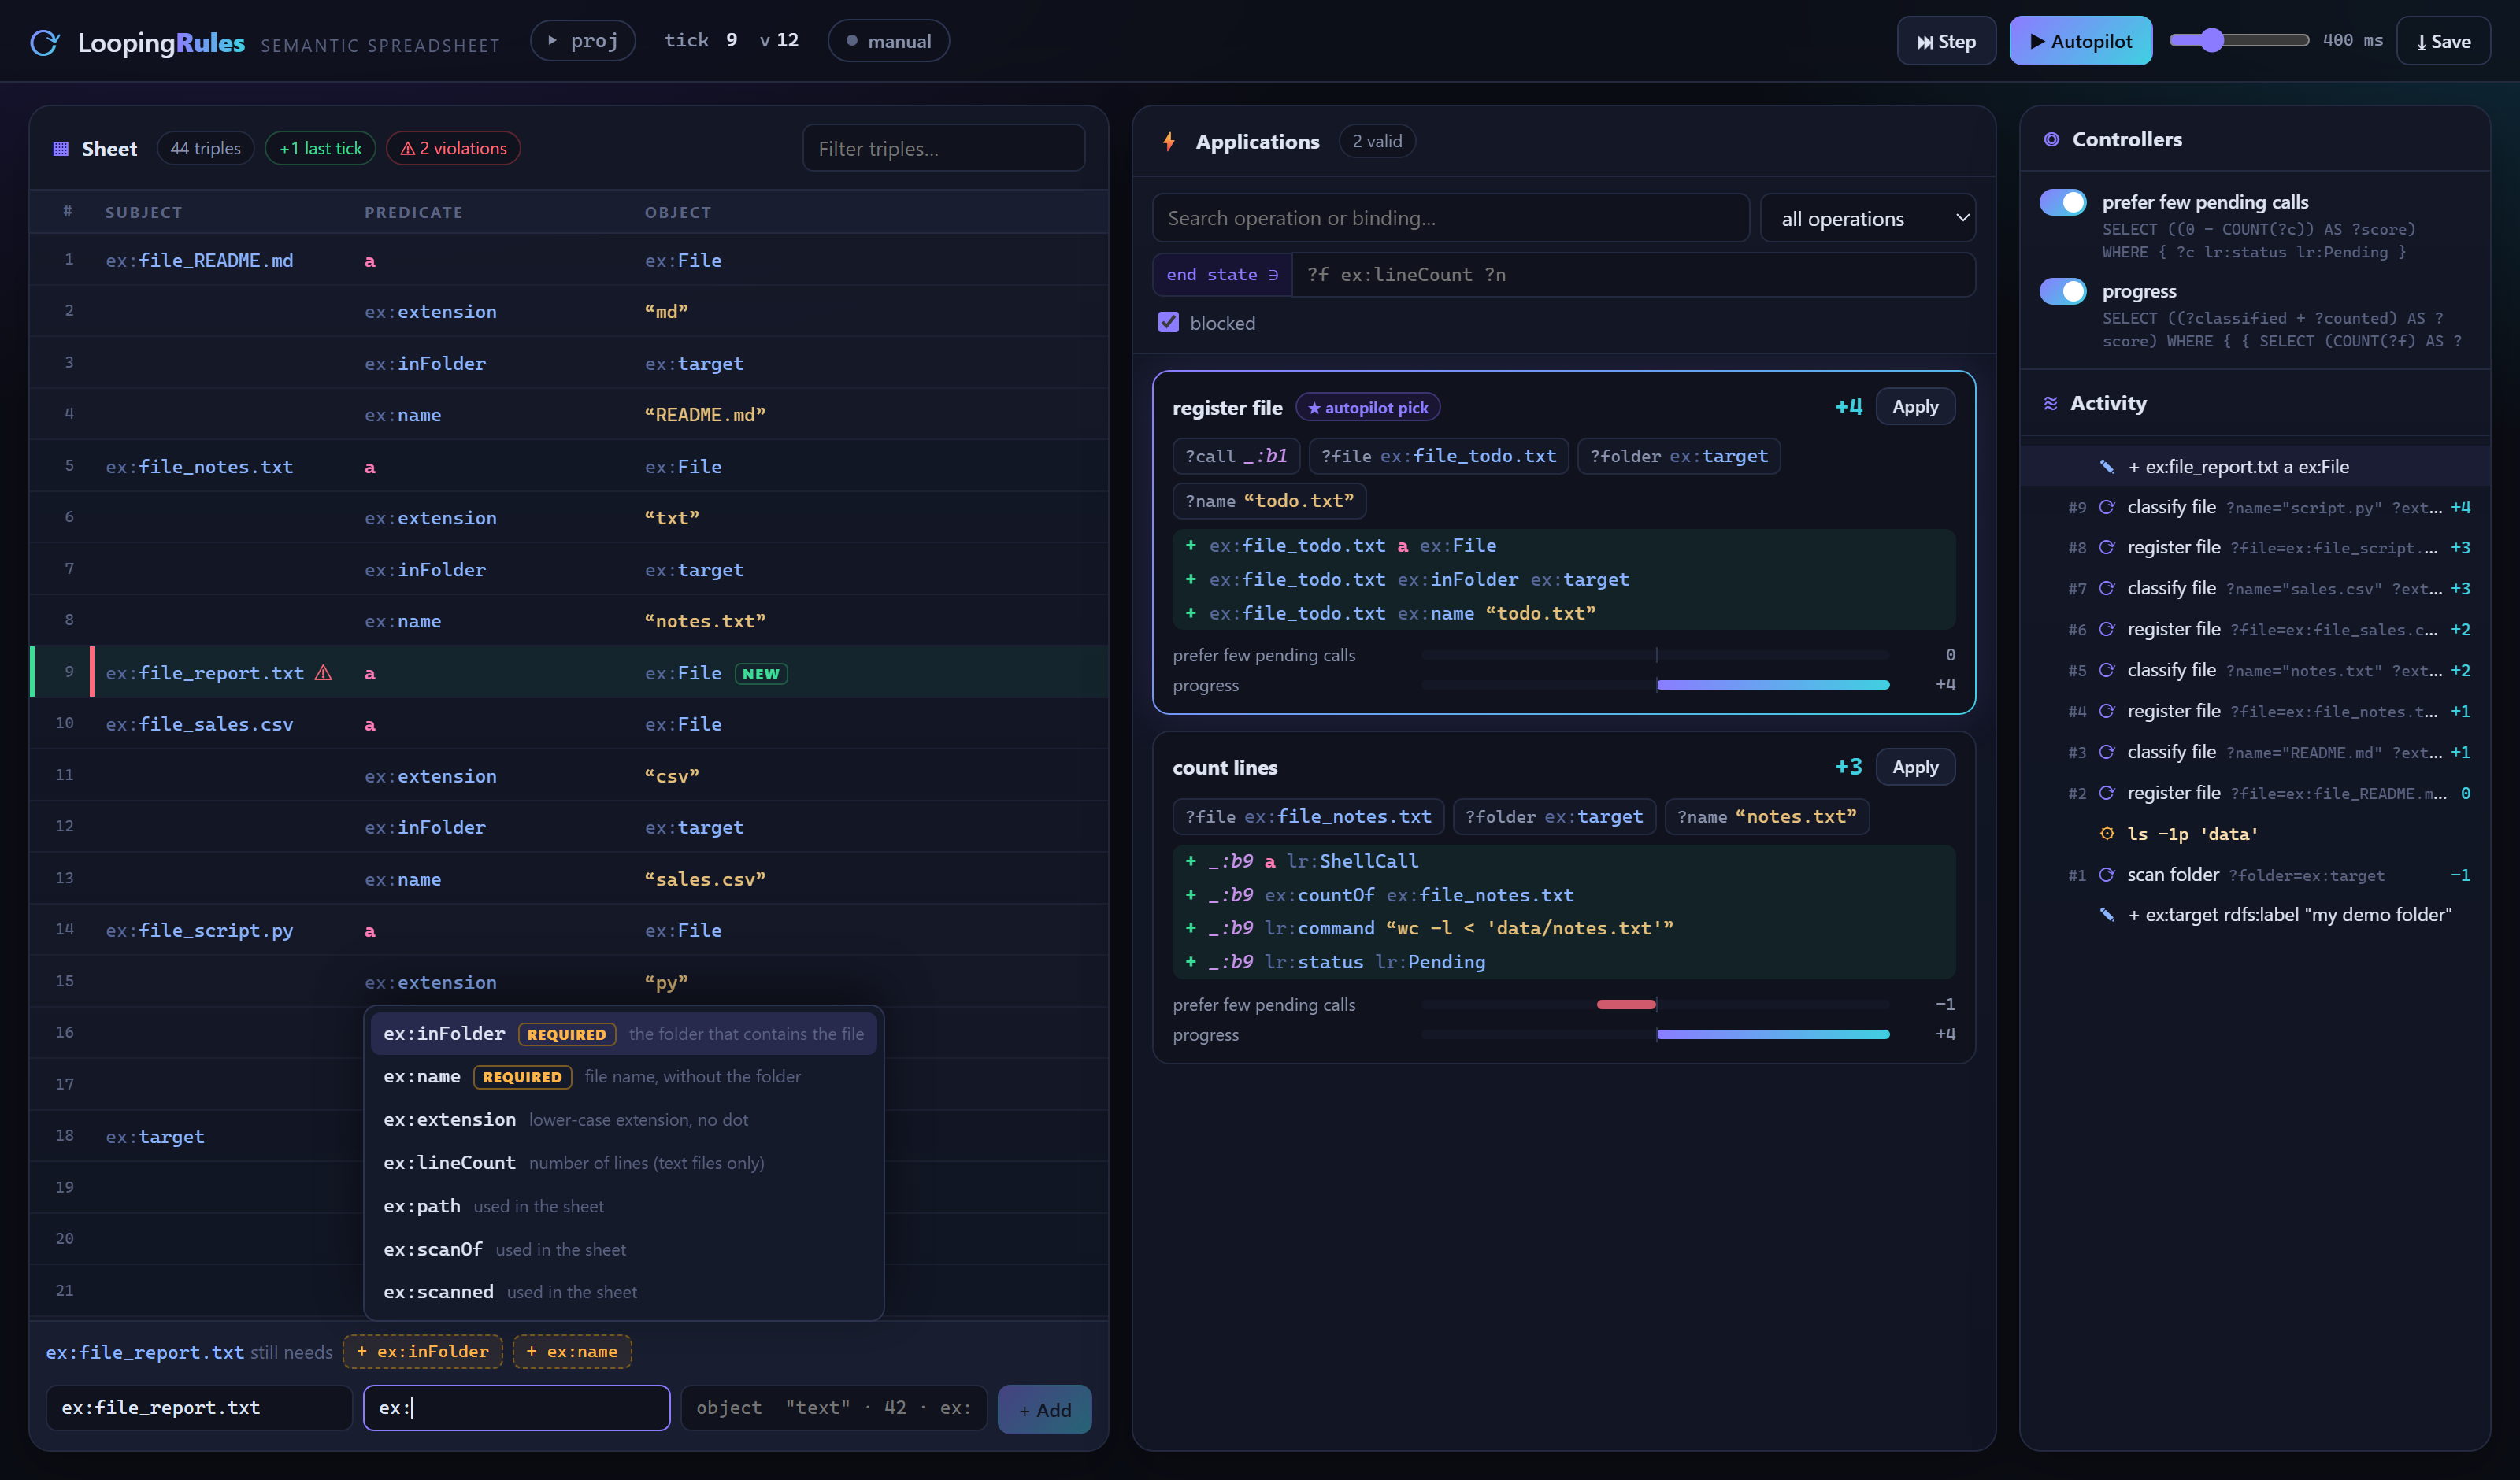 LoopingRules SEMANTIC SPREADSHEET ▶ proj tick 9 v 12 manual Step ▶ Autopilot 400 ms ↓ Save
Sheet 44 triples +1 last tick ⚠ 2 violations Filter triples...
# SUBJECT PREDICATE OBJECT
1 ex:file_README.md a ex:File
2 ex:extension “md”
3 ex:inFolder ex:target
4 ex:name “README.md”
5 ex:file_notes.txt a ex:File
6 ex:extension “txt”
7 ex:inFolder ex:target
8 ex:name “notes.txt”
9 ex:file_report.txt ⚠ a ex:File NEW
10 ex:file_sales.csv a ex:File
11 ex:extension “csv”
12 ex:inFolder ex:target
13 ex:name “sales.csv”
14 ex:file_script.py a ex:File
15 ex:extension “py”
16
17
18 ex:target
19
20
21
ex:inFolder REQUIRED the folder that contains the file
ex:name REQUIRED file name, without the folder
ex:extension lower-case extension, no dot
ex:lineCount number of lines (text files only)
ex:path used in the sheet
ex:scanOf used in the sheet
ex:scanned used in the sheet
ex:file_report.txt still needs + ex:inFolder + ex:name
ex:file_report.txt ex: object "text" · 42 · ex: + Add
Applications 2 valid
Search operation or binding... all operations
end state ∋ ?f ex:lineCount ?n
blocked
register file ★ autopilot pick +4 Apply
?call _:b1 ?file ex:file_todo.txt ?folder ex:target
?name “todo.txt”
+ ex:file_todo.txt a ex:File
+ ex:file_todo.txt ex:inFolder ex:target
+ ex:file_todo.txt ex:name “todo.txt”
prefer few pending calls 0
progress +4
count lines +3 Apply
?file ex:file_notes.txt ?folder ex:target ?name “notes.txt”
+ _:b9 a lr:ShellCall
+ _:b9 ex:countOf ex:file_notes.txt
+ _:b9 lr:command “wc -l < 'data/notes.txt'”
+ _:b9 lr:status lr:Pending
prefer few pending calls −1
progress +4
Controllers
prefer few pending calls
SELECT ((0 - COUNT(?c)) AS ?score)
WHERE { ?c lr:status lr:Pending }
progress
SELECT ((?classified + ?counted) AS ?
score) WHERE { { SELECT (COUNT(?f) AS ?
Activity
+ ex:file_report.txt a ex:File
#9 classify file ?name="script.py" ?ext... +4
#8 register file ?file=ex:file_script.... +3
#7 classify file ?name="sales.csv" ?ext... +3
#6 register file ?file=ex:file_sales.c... +2
#5 classify file ?name="notes.txt" ?ext... +2
#4 register file ?file=ex:file_notes.t... +1
#3 classify file ?name="README.md" ?ext... +1
#2 register file ?file=ex:file_README.m... 0
ls -1p 'data'
#1 scan folder ?folder=ex:target −1
+ ex:target rdfs:label "my demo folder"